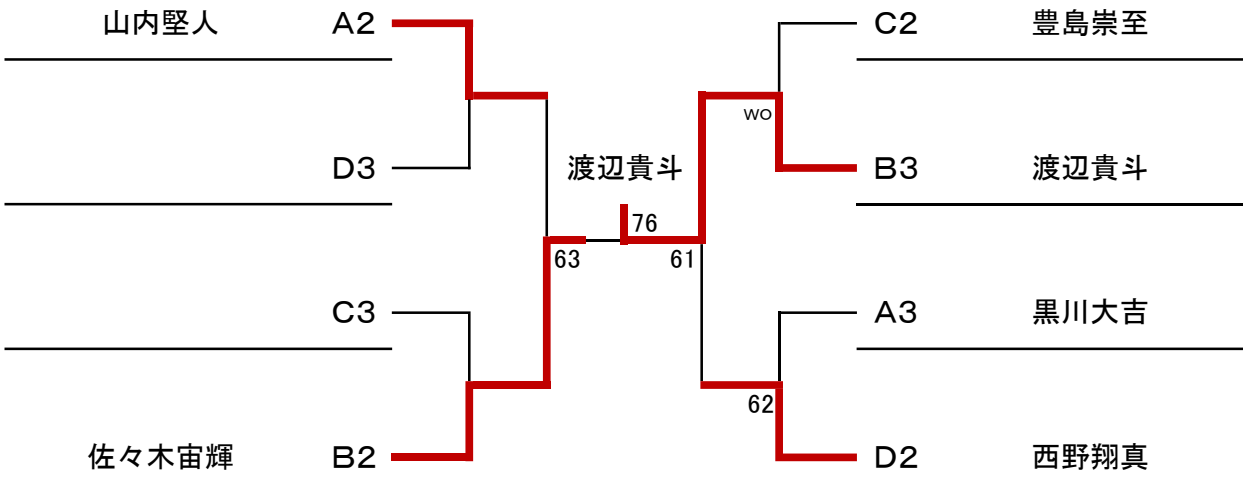 山内堅人 A2 C2 豊島崇至
wo
D3 渡辺貴斗 B3 渡辺貴斗
76
63 61
C3 A3 黒川大吉
62
佐々木宙輝 B2 D2 西野翔真